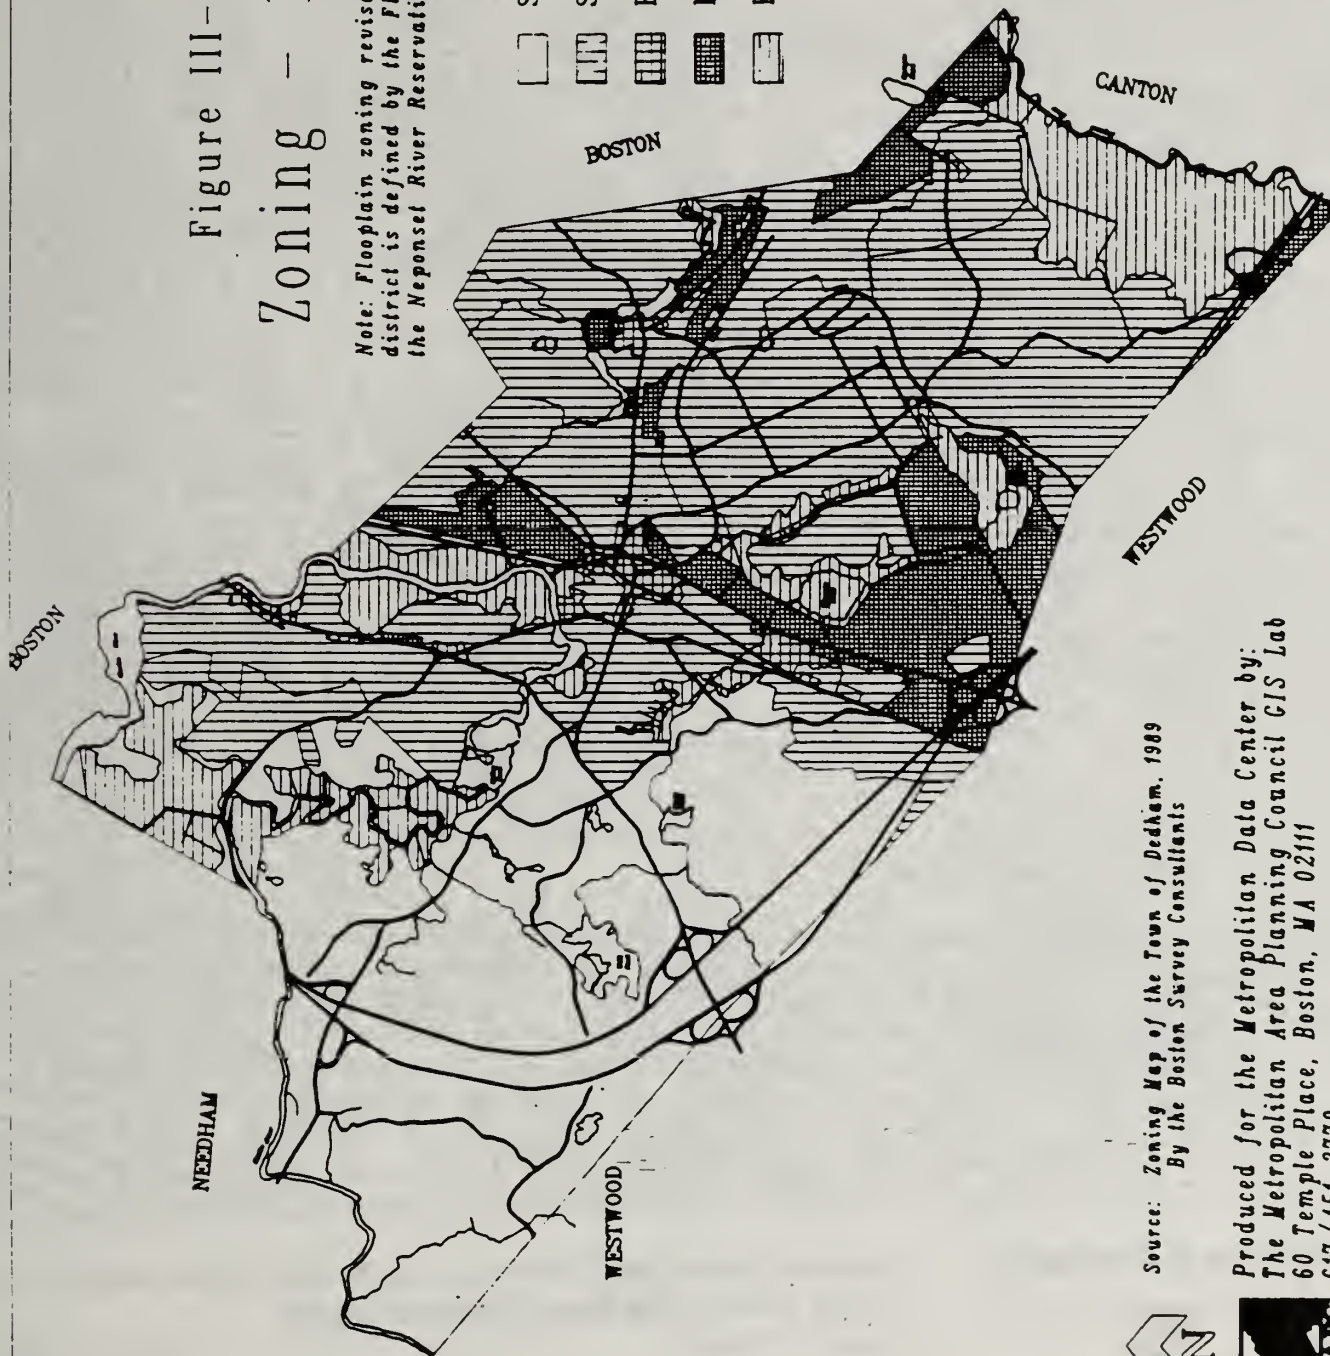 Figure III-
Zoning –
Note: Flooplain zoning revise
district is defined by the Fl
the Neponset River Reservati
S
S
BOSTON
BOSTON
CANTON
NEEDHAM
WESTWOOD
WESTWOOD
Source: Zoning Map of the Town of Dedham, 1989
By the Boston Survey Consultants
Produced for the Metropolitan Data Center by:
The Metropolitan Area Planning Council GIS Lab
60 Temple Place, Boston, MA 02111
N